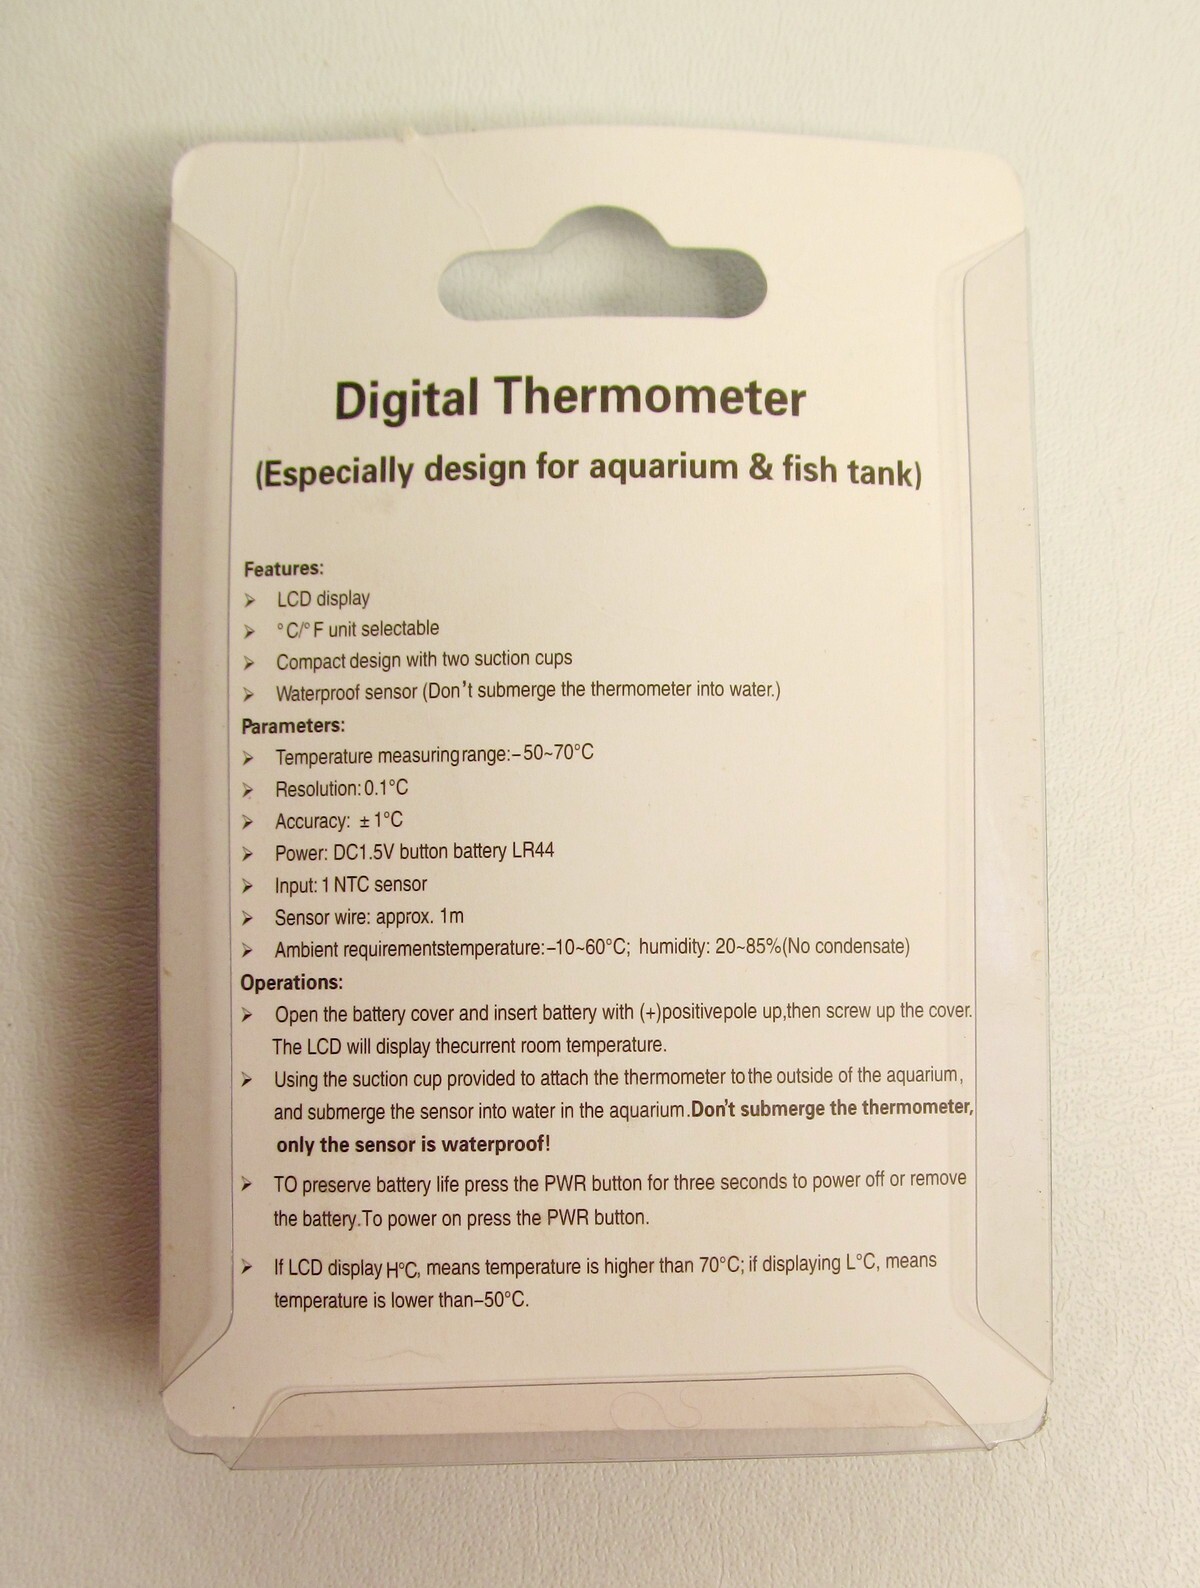 Digital Thermometer
(Especially design for aquarium & fish tank)
Features:
➢ LCD display
➢ °C/°F unit selectable
➢ Compact design with two suction cups
➢ Waterproof sensor (Don't submerge the thermometer into water.)
Parameters:
➢ Temperature measuring range:–50~70°C
➢ Resolution: 0.1°C
➢ Accuracy: ±1°C
➢ Power: DC1.5V button battery LR44
➢ Input: 1 NTC sensor
➢ Sensor wire: approx. 1m
➢ Ambient requirementstemperature:–10~60°C; humidity: 20~85%(No condensate)
Operations:
➢ Open the battery cover and insert battery with (+)positivepole up,then screw up the cover.
The LCD will display thecurrent room temperature.
➢ Using the suction cup provided to attach the thermometer to the outside of the aquarium,
and submerge the sensor into water in the aquarium.Don't submerge the thermometer,
only the sensor is waterproof!
➢ TO preserve battery life press the PWR button for three seconds to power off or remove
the battery.To power on press the PWR button.
➢ If LCD display H°C, means temperature is higher than 70°C; if displaying L°C, means
temperature is lower than–50°C.